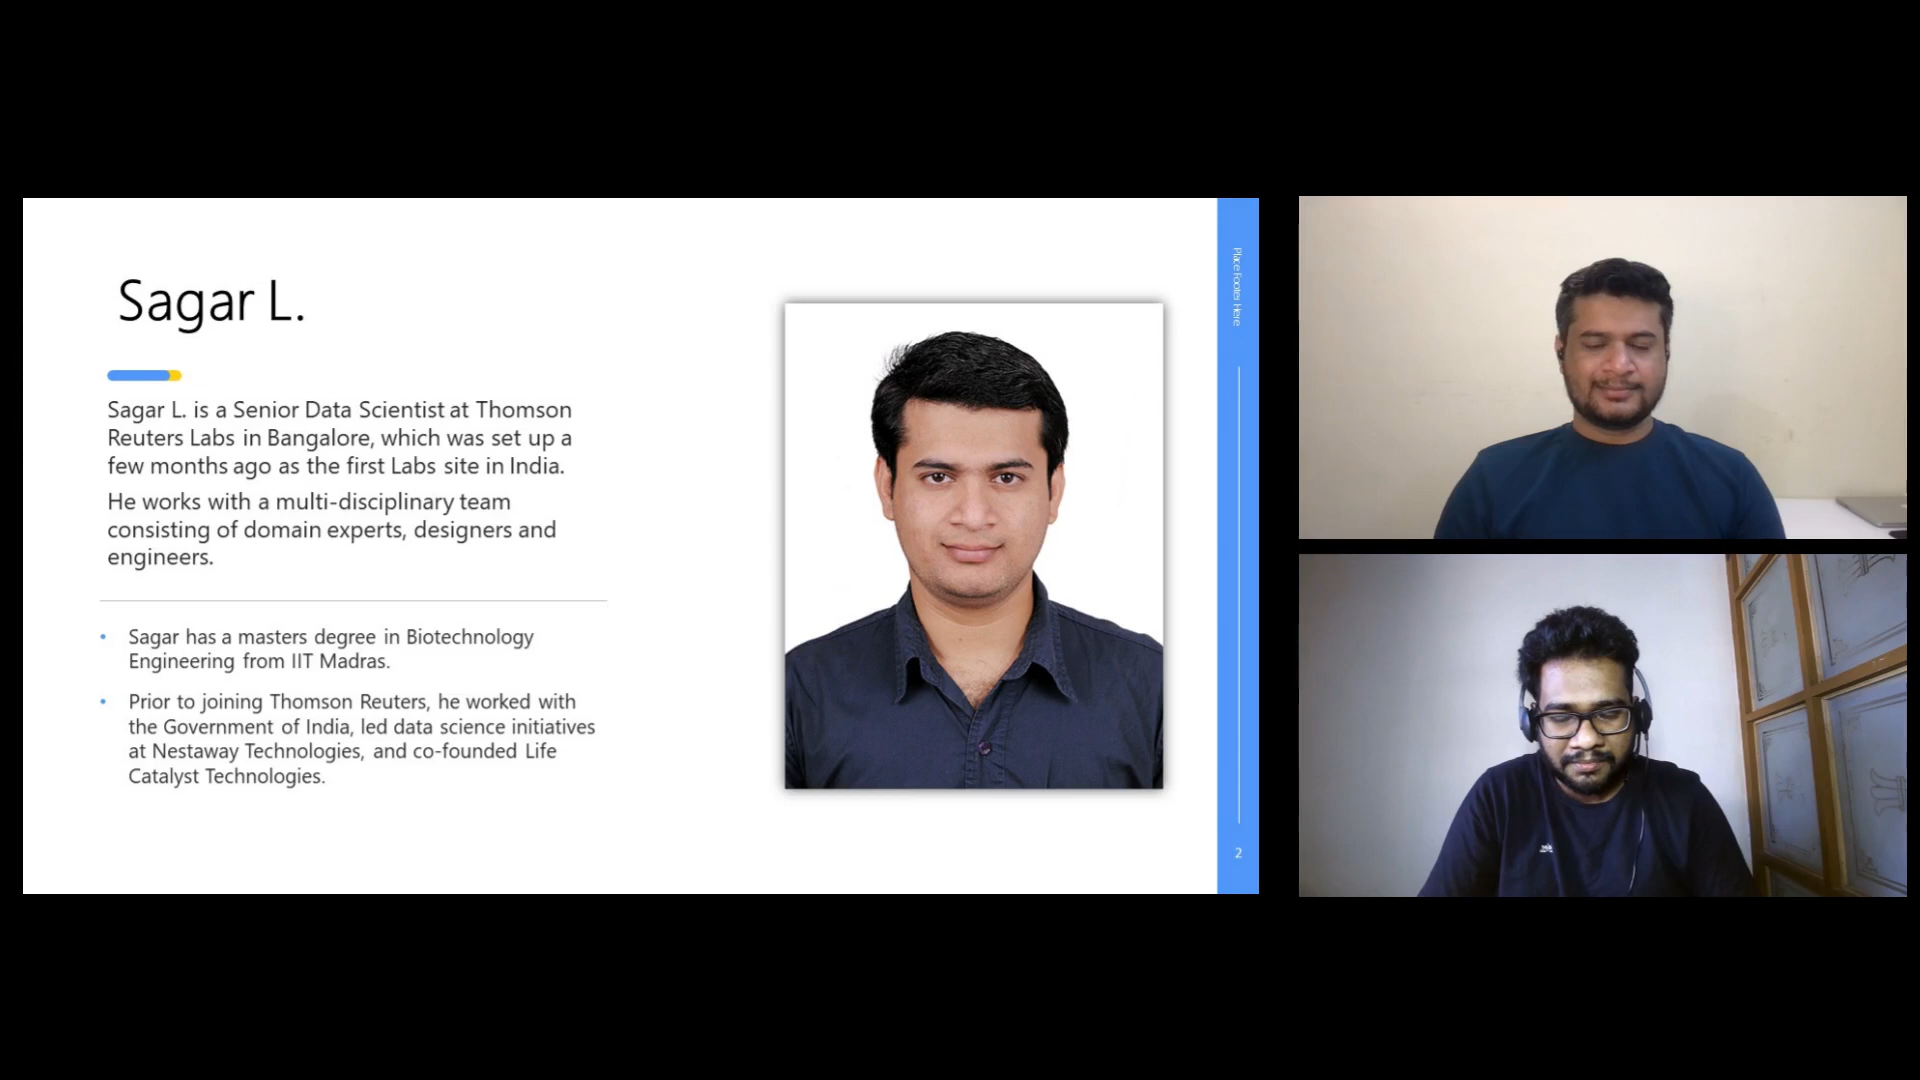 Sagar L.
Sagar L. is a Senior Data Scientist at Thomson
Reuters Labs in Bangalore, which was set up a
few months ago as the first Labs site in India.
He works with a multi-disciplinary team
consisting of domain experts, designers and
engineers.
• Sagar has a masters degree in Biotechnology
Engineering from IIT Madras.
• Prior to joining Thomson Reuters, he worked with
the Government of India, led data science initiatives
at Nestaway Technologies, and co-founded Life
Catalyst Technologies.
Place Footer Here
2